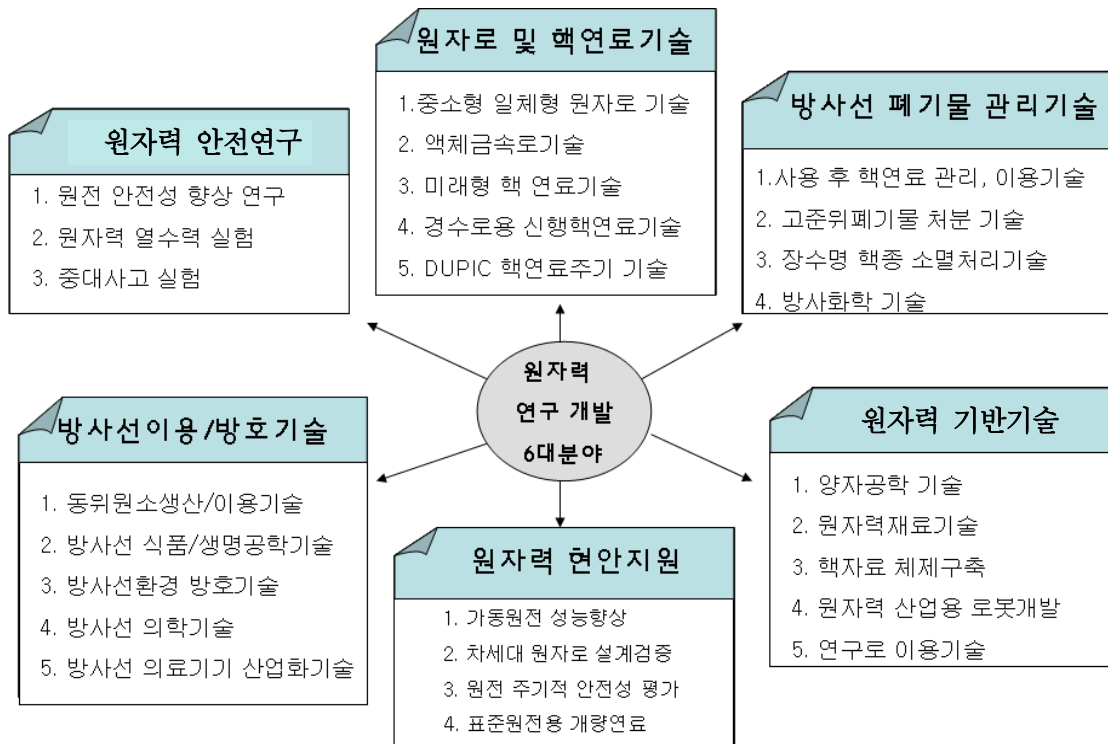 원자로 및 핵연료기술
1.중소형 일체형 원자로 기술
2. 액체금속로기술
3. 미래형 핵 연료기술
4. 경수로용 신행핵연료기술
5. DUPIC 핵연료주기 기술
방사선 폐기물 관리기술
1.사용 후 핵연료 관리, 이용기술
2. 고준위폐기물 처분 기술
3. 장수명 핵종 소멸처리기술
4. 방사화학 기술
원자력 안전연구
1. 원전 안전성 향상 연구
2. 원자력 열수력 실험
3. 중대사고 실험
원자력
연구 개발
6대분야
방사선이용/방호기술
1. 동위원소생산/이용기술
2. 방사선 식품/생명공학기술
3. 방사선환경 방호기술
4. 방사선 의학기술
5. 방사선 의료기기 산업화기술
원자력 기반기술
1. 양자공학 기술
2. 원자력재료기술
3. 핵자료 체제구축
4. 원자력 산업용 로봇개발
5. 연구로 이용기술
원자력 현안지원
1. 가동원전 성능향상
2. 차세대 원자로 설계검증
3. 원전 주기적 안전성 평가
4. 표준원전용 개량연료